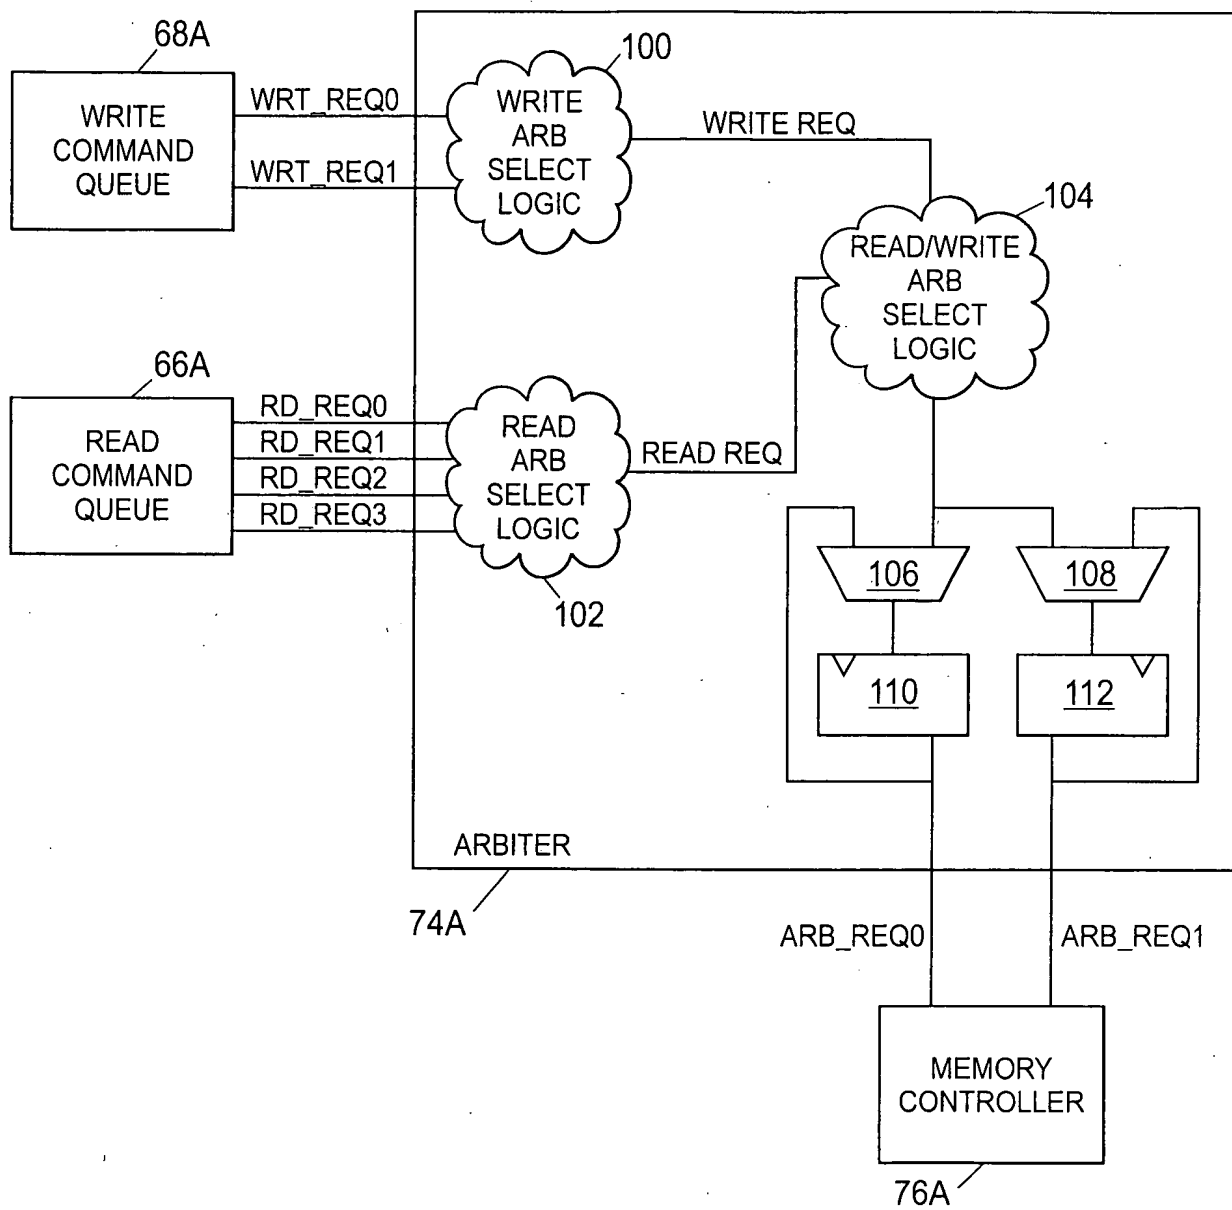 68A
WRITE
COMMAND
QUEUE
WRT_REQ0
WRT_REQ1
100
WRITE
ARB
SELECT
LOGIC
WRITE REQ
104
READ/WRITE
ARB
SELECT
LOGIC
66A
READ
COMMAND
QUEUE
RD_REQ0
RD_REQ1
RD_REQ2
RD_REQ3
READ
ARB
SELECT
LOGIC
102
READ REQ
106
108
110
112
ARBITER
74A
ARB_REQ0
ARB_REQ1
MEMORY
CONTROLLER
76A